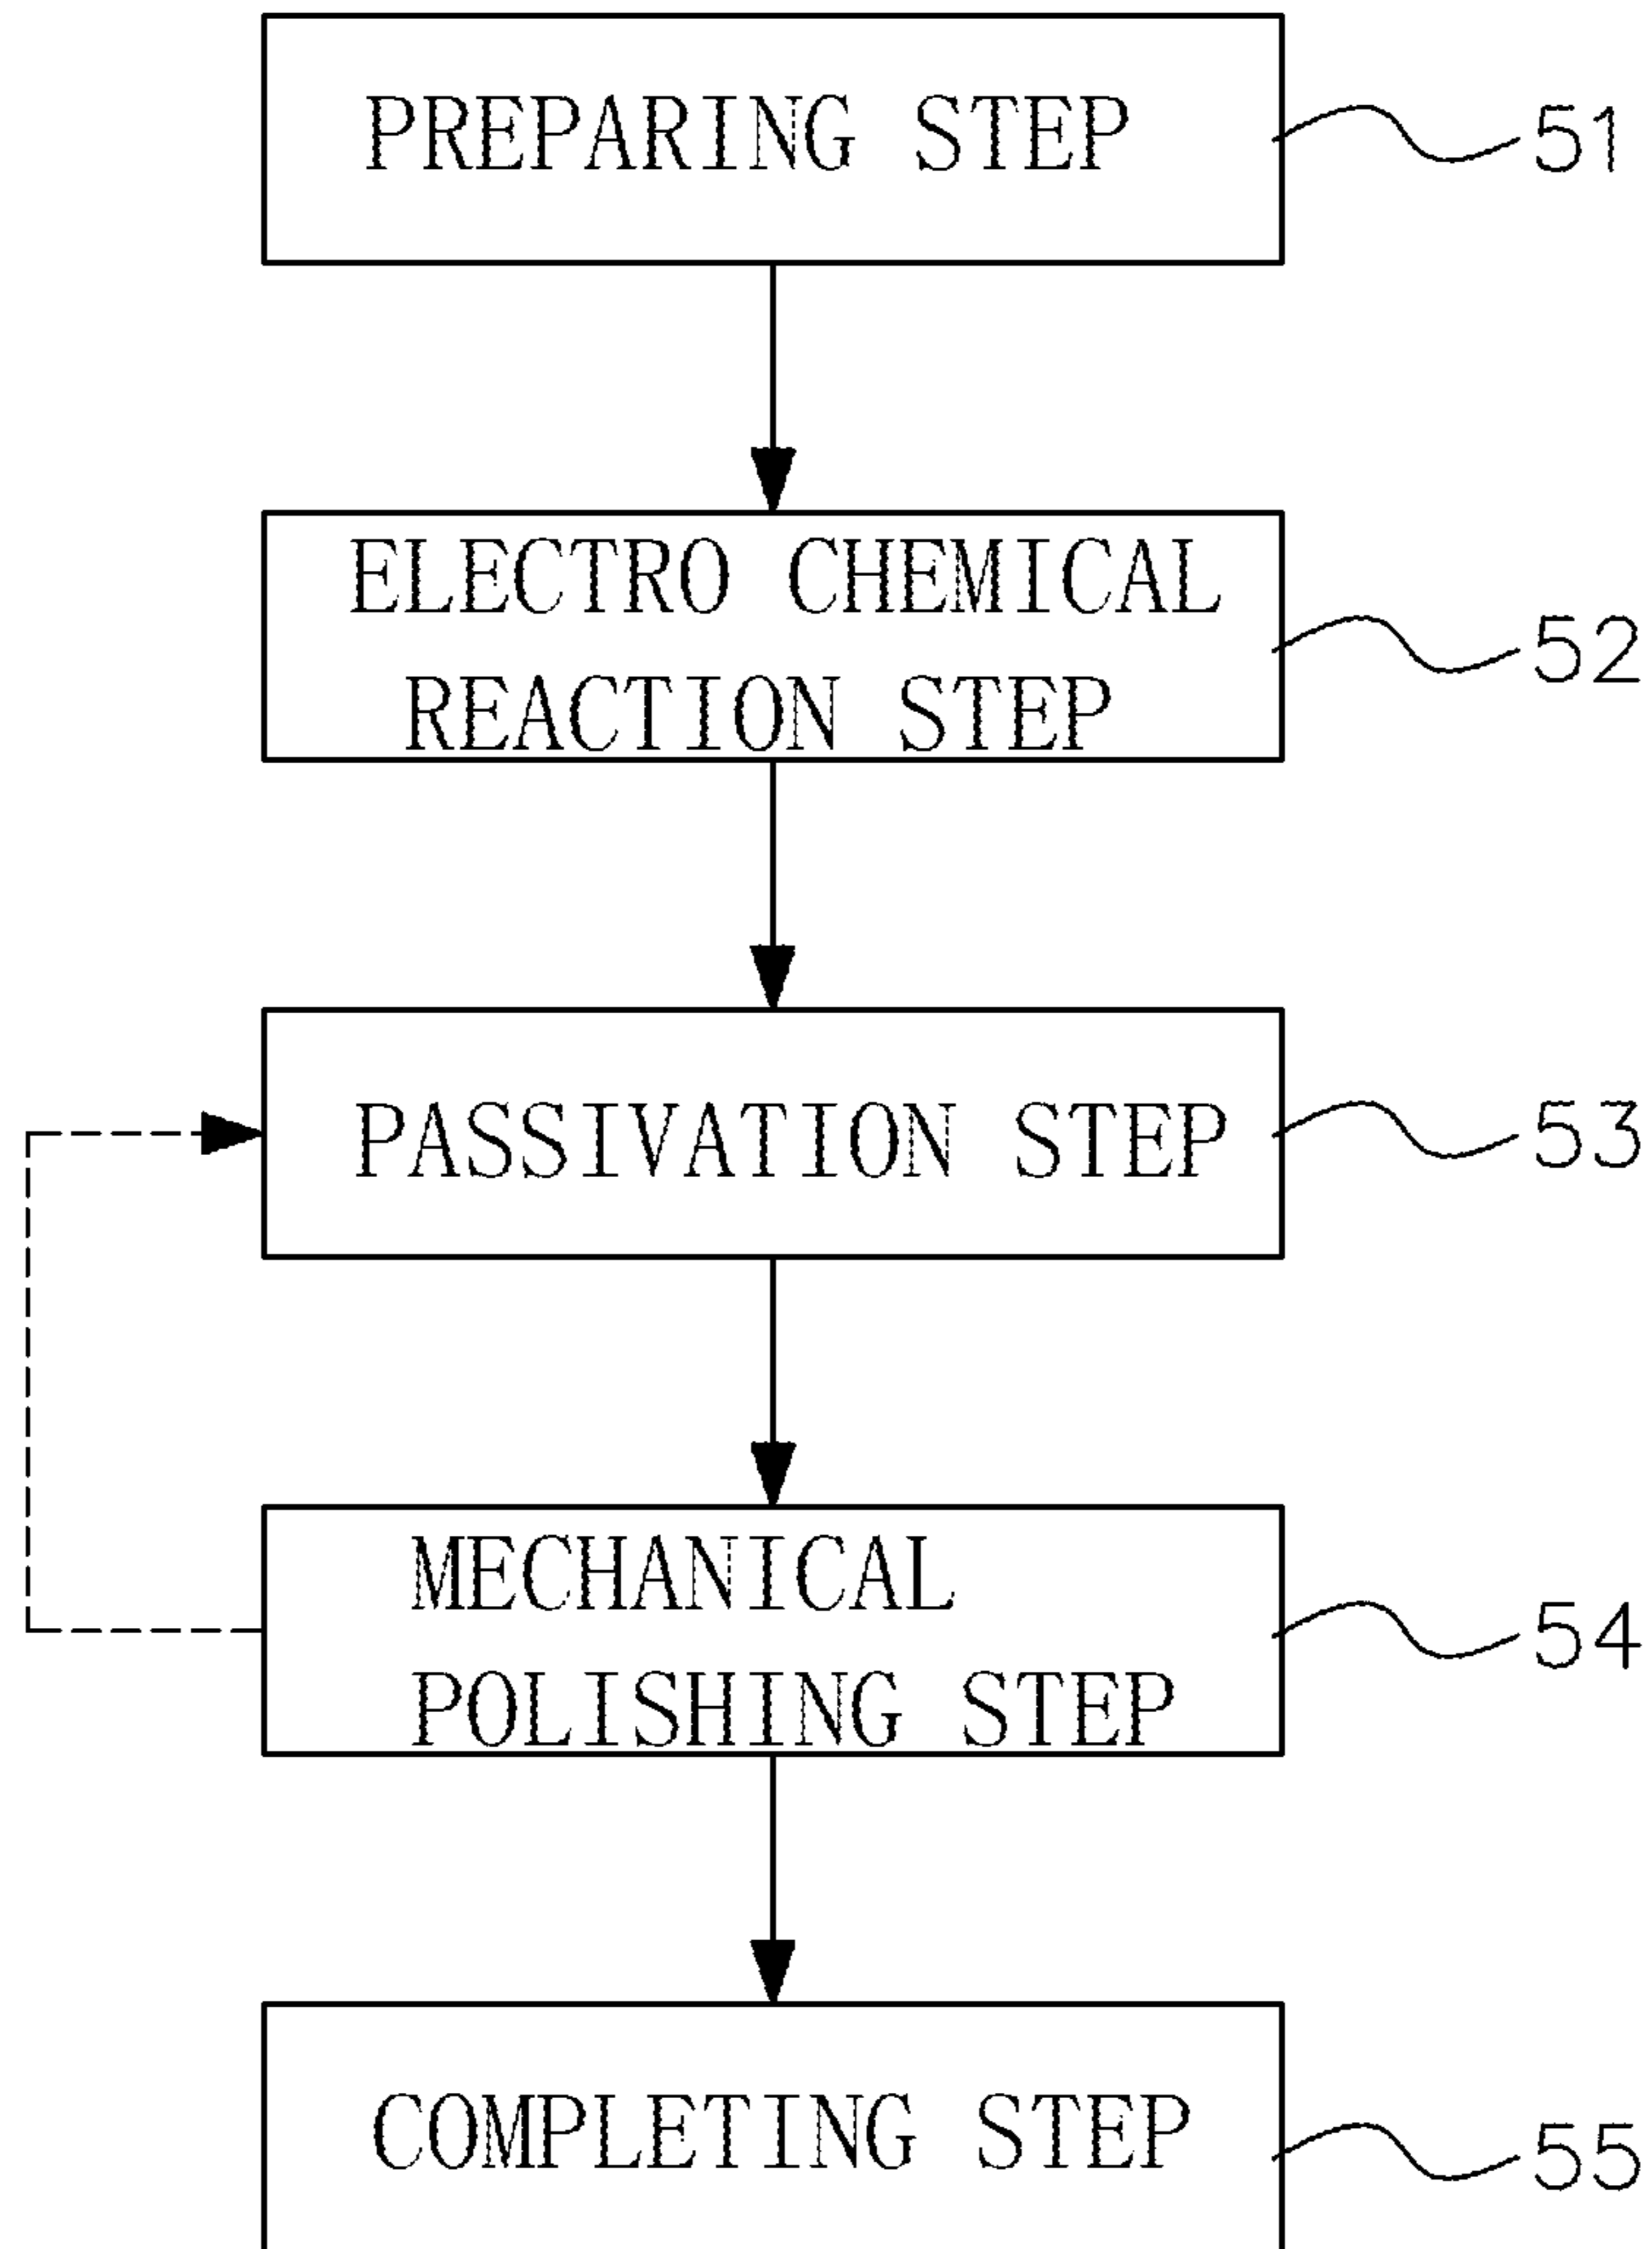 PREPARING STEP
51
ELECTRO CHEMICAL
REACTION STEP
52
PASSIVATION STEP
53
MECHANICAL
POLISHING STEP
54
COMPLETING STEP
55